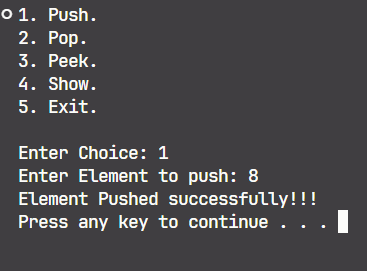 1. Push.
2. Pop.
3. Peek.
4. Show.
5. Exit.
Enter Choice: 1
Enter Element to push: 8
Element Pushed successfully!!!
Press any key to continue . . .